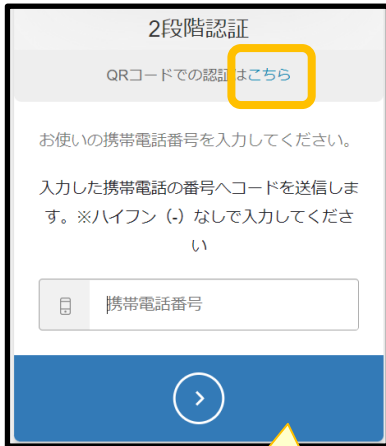 2段階認証
QRコードでの認証はこちら
お使いの携帯電話番号を入力してください。
入力した携帯電話の番号へコードを送信しま
す。※ハイフン（-）なしで入力してくださ
い
携帯電話番号